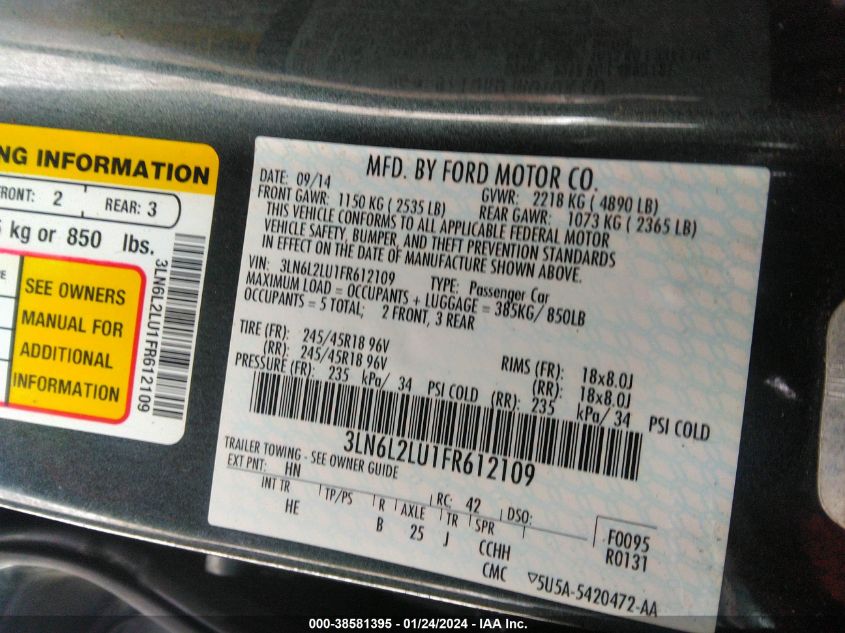 NG INFORMATION
RONT: 2
REAR: 3
kg or 850 lbs.
SEE OWNERS
MANUAL FOR
ADDITIONAL
INFORMATION
3LN6L2LU1FR612109
MFD. BY FORD MOTOR CO.
DATE: 09/14 GVWR: 2218 KG ( 4890 LB)
FRONT GAWR: 1150 KG ( 2535 LB) REAR GAWR: 1073 KG ( 2365 LB)
THIS VEHICLE CONFORMS TO ALL APPLICABLE FEDERAL MOTOR
VEHICLE SAFETY, BUMPER, AND THEFT PREVENTION STANDARDS
IN EFFECT ON THE DATE OF MANUFACTURE SHOWN ABOVE.
VIN: 3LN6L2LU1FR612109 TYPE: Passenger Car
MAXIMUM LOAD = OCCUPANTS + LUGGAGE = 385KG/ 850LB
OCCUPANTS = 5 TOTAL; 2 FRONT, 3 REAR
TIRE (FR): 245/45R18 96V RIMS (FR): 18x8.0J
(RR): 245/45R18 96V (RR): 18x8.0J
PRESSURE (FR): 235 kPa/ 34 PSI COLD (RR): 235 kPa/ 34 PSI COLD
3LN6L2LU1FR612109
TRAILER TOWING - SEE OWNER GUIDE
EXT PNT: HN RC: 42 DSO:
INT TR TP/PS R AXLE TR SPR F0095
HE B 25 J CCHH R0131
CMC ▽5U5A-5420472-AA
000-38581395 - 01/24/2024 - IAA Inc.